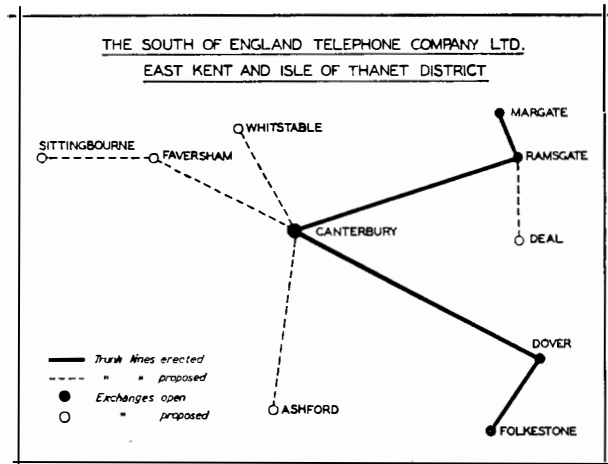 THE SOUTH OF ENGLAND TELEPHONE COMPANY LTD.
EAST KENT AND ISLE OF THANET DISTRICT
MARGATE
WHITSTABLE
SITTINGBOURNE
FAVERSHAM
RAMSGATE
CANTERBURY
DEAL
DOVER
Trunk lines erected
" " proposed
Exchanges open
" proposed
ASHFORD
FOLKESTONE